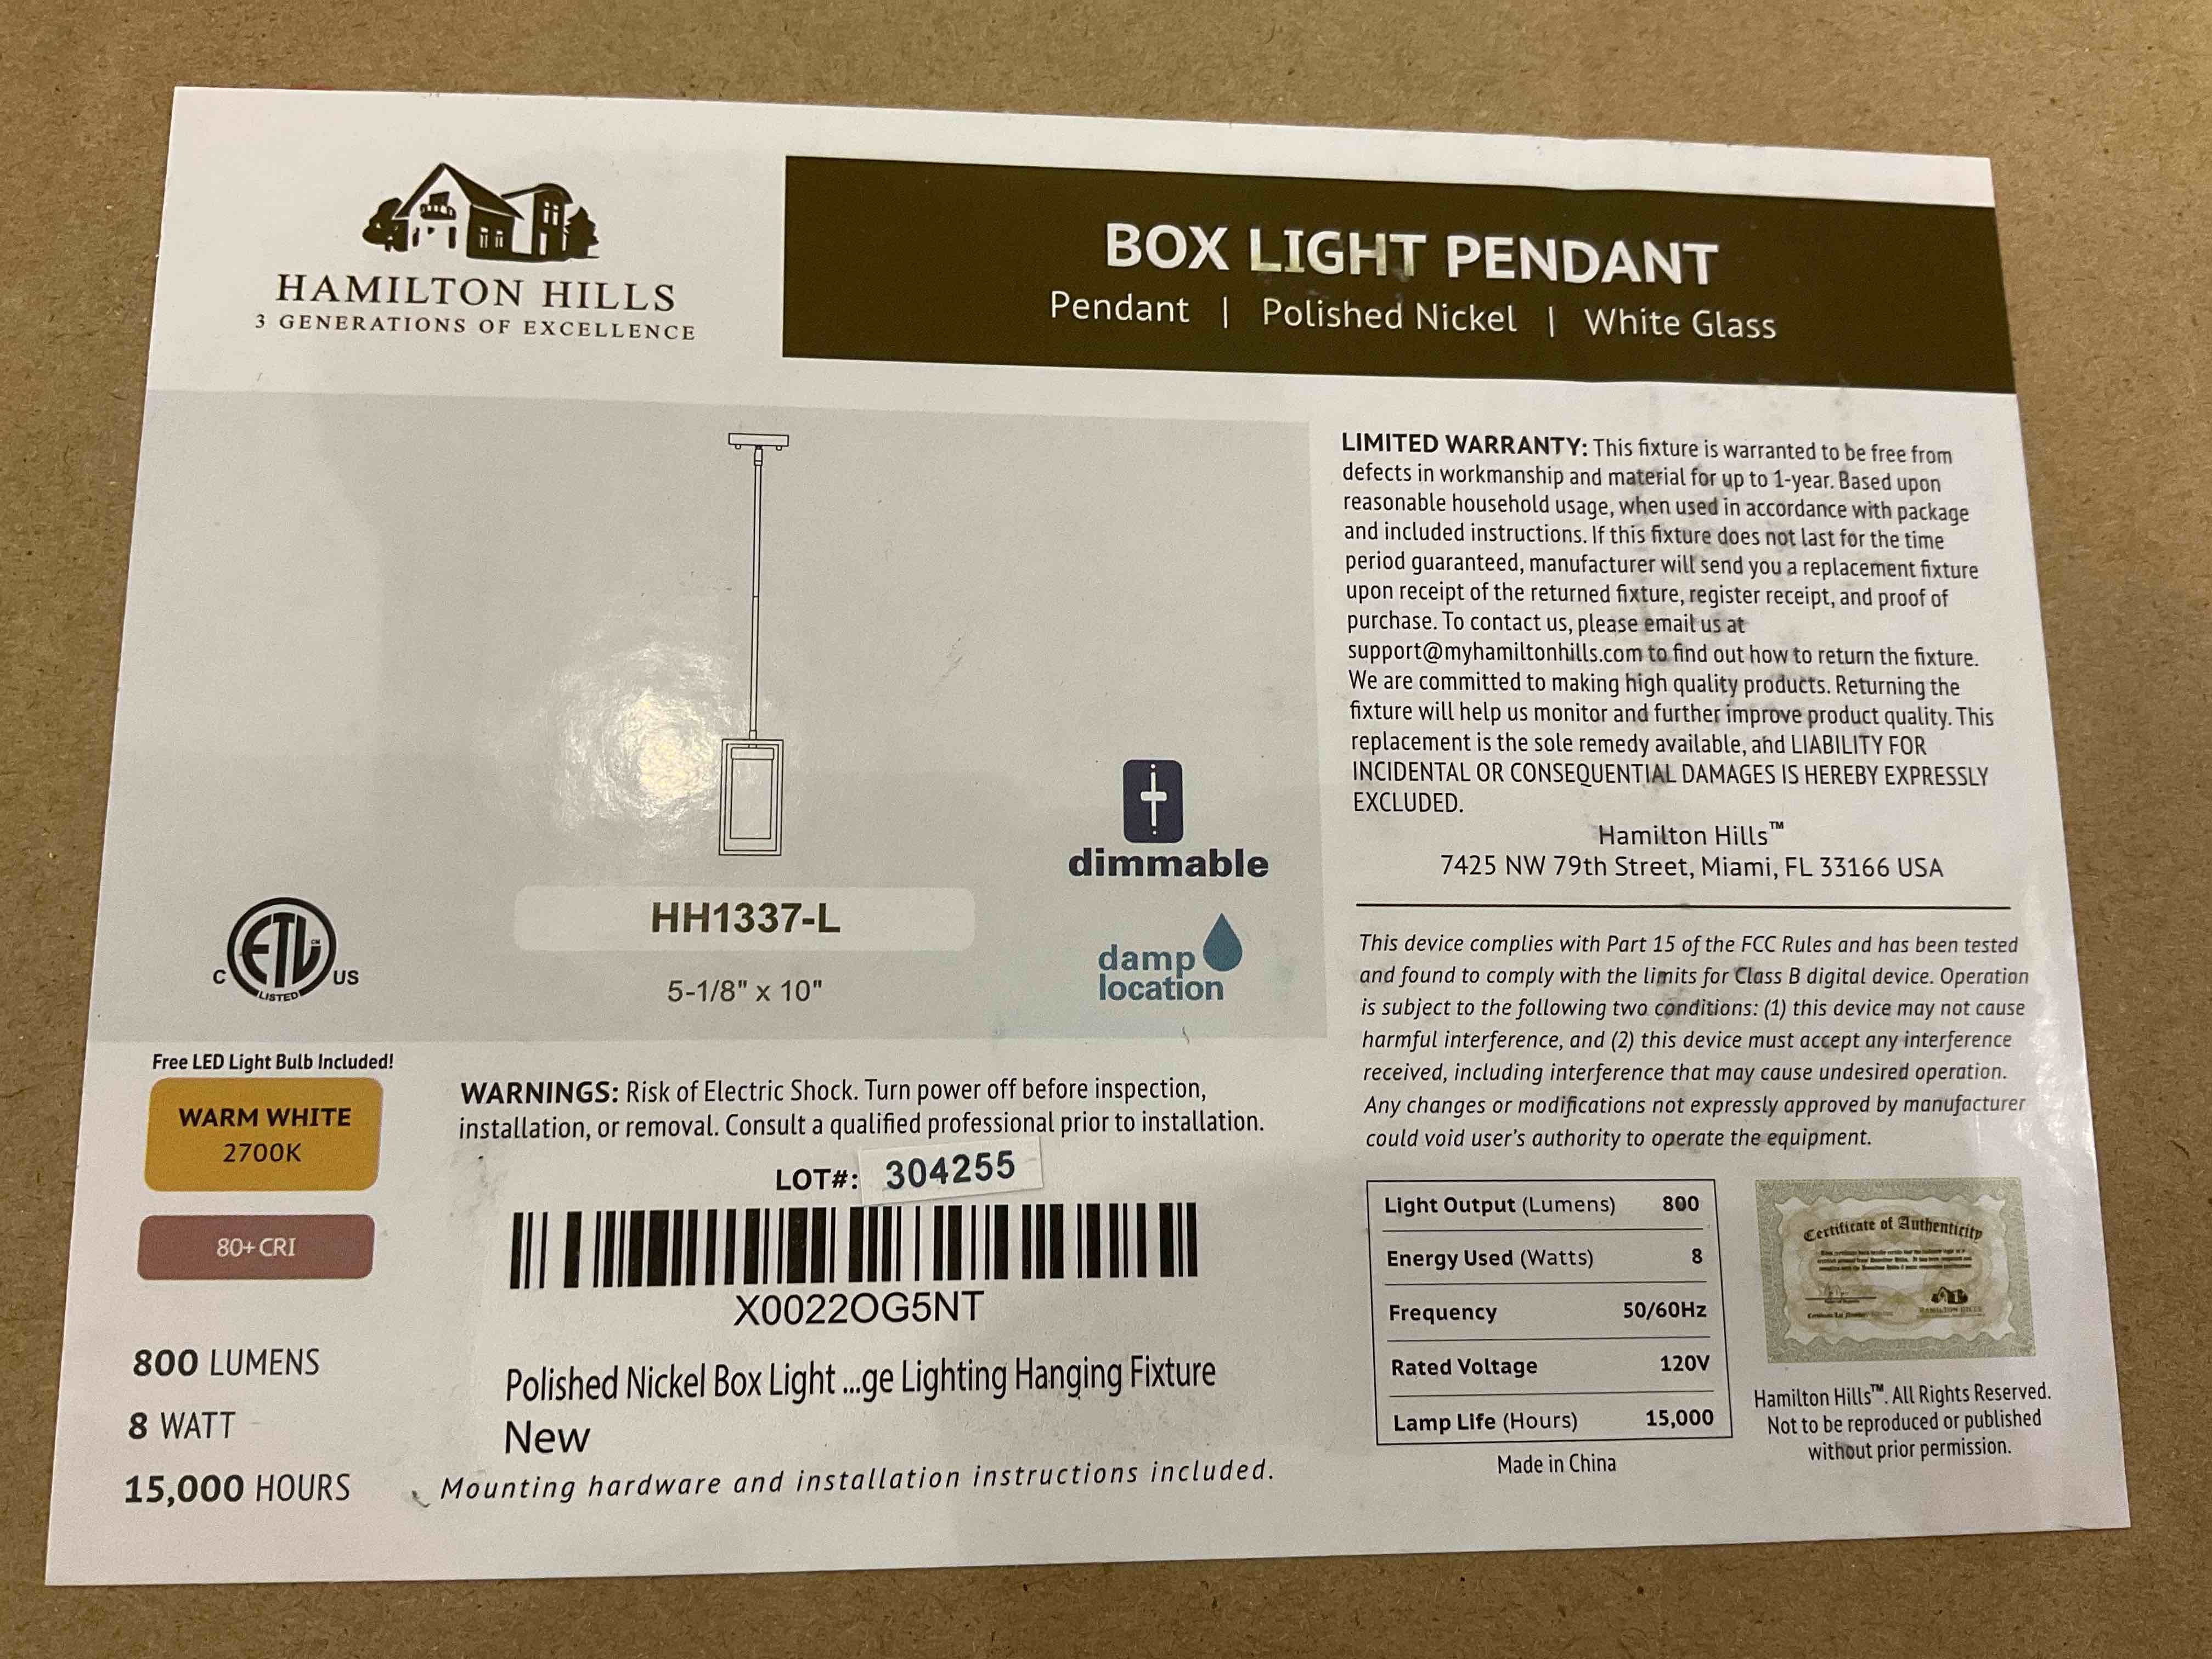 HAMILTON HILLS
3 GENERATIONS OF EXCELLENCE
BOX LIGHT PENDANT
Pendant | Polished Nickel | White Glass
dimmable
HH1337-L
5-1/8" x 10"
damp
location
C ETL CM US
LISTED
LIMITED WARRANTY: This fixture is warranted to be free from
defects in workmanship and material for up to 1-year. Based upon
reasonable household usage, when used in accordance with package
and included instructions. If this fixture does not last for the time
period guaranteed, manufacturer will send you a replacement fixture
upon receipt of the returned fixture, register receipt, and proof of
purchase. To contact us, please email us at
support@myhamiltonhills.com to find out how to return the fixture.
We are committed to making high quality products. Returning the
fixture will help us monitor and further improve product quality. This
replacement is the sole remedy available, and LIABILITY FOR
INCIDENTAL OR CONSEQUENTIAL DAMAGES IS HEREBY EXPRESSLY
EXCLUDED.
Hamilton Hills™
7425 NW 79th Street, Miami, FL 33166 USA
This device complies with Part 15 of the FCC Rules and has been tested
and found to comply with the limits for Class B digital device. Operation
is subject to the following two conditions: (1) this device may not cause
harmful interference, and (2) this device must accept any interference
received, including interference that may cause undesired operation.
Any changes or modifications not expressly approved by manufacturer
could void user's authority to operate the equipment.
Free LED Light Bulb Included!
WARM WHITE
2700K
80+ CRI
800 LUMENS
8 WATT
15,000 HOURS
WARNINGS: Risk of Electric Shock. Turn power off before inspection,
installation, or removal. Consult a qualified professional prior to installation.
LOT#: 304255
X0022OG5NT
Polished Nickel Box Light ...ge Lighting Hanging Fixture
New
Mounting hardware and installation instructions included.
Light Output (Lumens) 800
Energy Used (Watts) 8
Frequency 50/60Hz
Rated Voltage 120V
Lamp Life (Hours) 15,000
Made in China
Certificate of Authenticity
HAMILTON HILLS
Hamilton Hills™. All Rights Reserved.
Not to be reproduced or published
without prior permission.